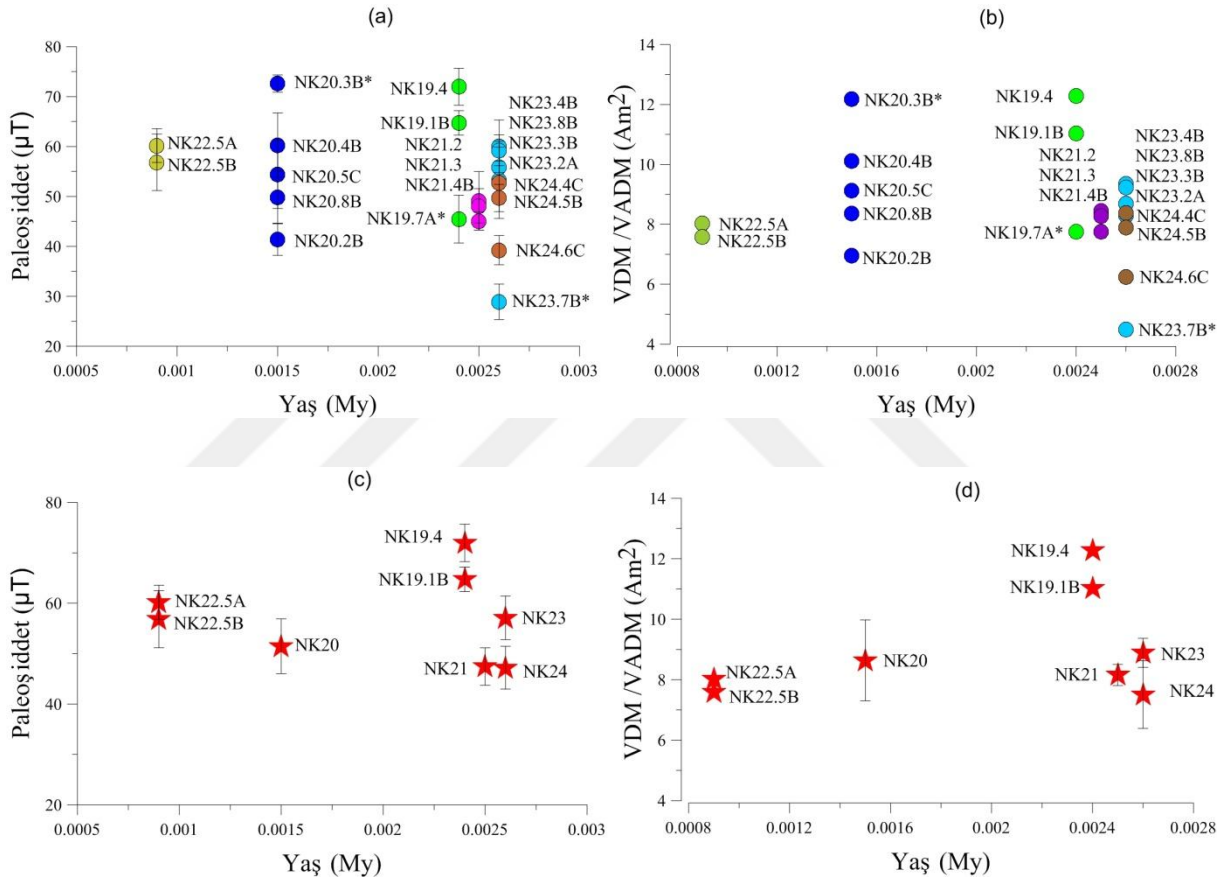 (a)
Paleoşiddet (µT)
80
60
40
20
NK20.3B*
NK19.4
NK23.4B
NK19.1B
NK23.8B
NK22.5A
NK20.4B
NK21.2
NK23.3B
NK22.5B
NK21.3
NK23.2A
NK20.5C
NK21.4B
NK24.4C
NK20.8B
NK19.7A*
NK24.5B
NK20.2B
NK24.6C
NK23.7B*
0.0005 0.001 0.0015 0.002 0.0025 0.003
Yaş (My)
(b)
VDM /VADM (Am²)
14
12
10
8
6
4
NK20.3B*
NK19.4
NK19.1B
NK23.4B
NK20.4B
NK21.2
NK23.8B
NK21.3
NK23.3B
NK20.5C
NK21.4B
NK23.2A
NK22.5A
NK20.8B
NK24.4C
NK22.5B
NK19.7A*
NK24.5B
NK20.2B
NK24.6C
NK23.7B*
0.0008 0.0012 0.0016 0.002 0.0024 0.0028
Yaş (My)
(c)
Paleoşiddet (µT)
80
60
40
20
NK19.4
NK19.1B
NK22.5A
NK22.5B
NK20
NK23
NK21
NK24
0.0005 0.001 0.0015 0.002 0.0025 0.003
Yaş (My)
(d)
VDM /VADM (Am²)
14
12
10
8
6
4
NK19.4
NK19.1B
NK22.5A
NK22.5B
NK20
NK23
NK21
NK24
0.0008 0.0012 0.0016 0.002 0.0024 0.0028
Yaş (My)